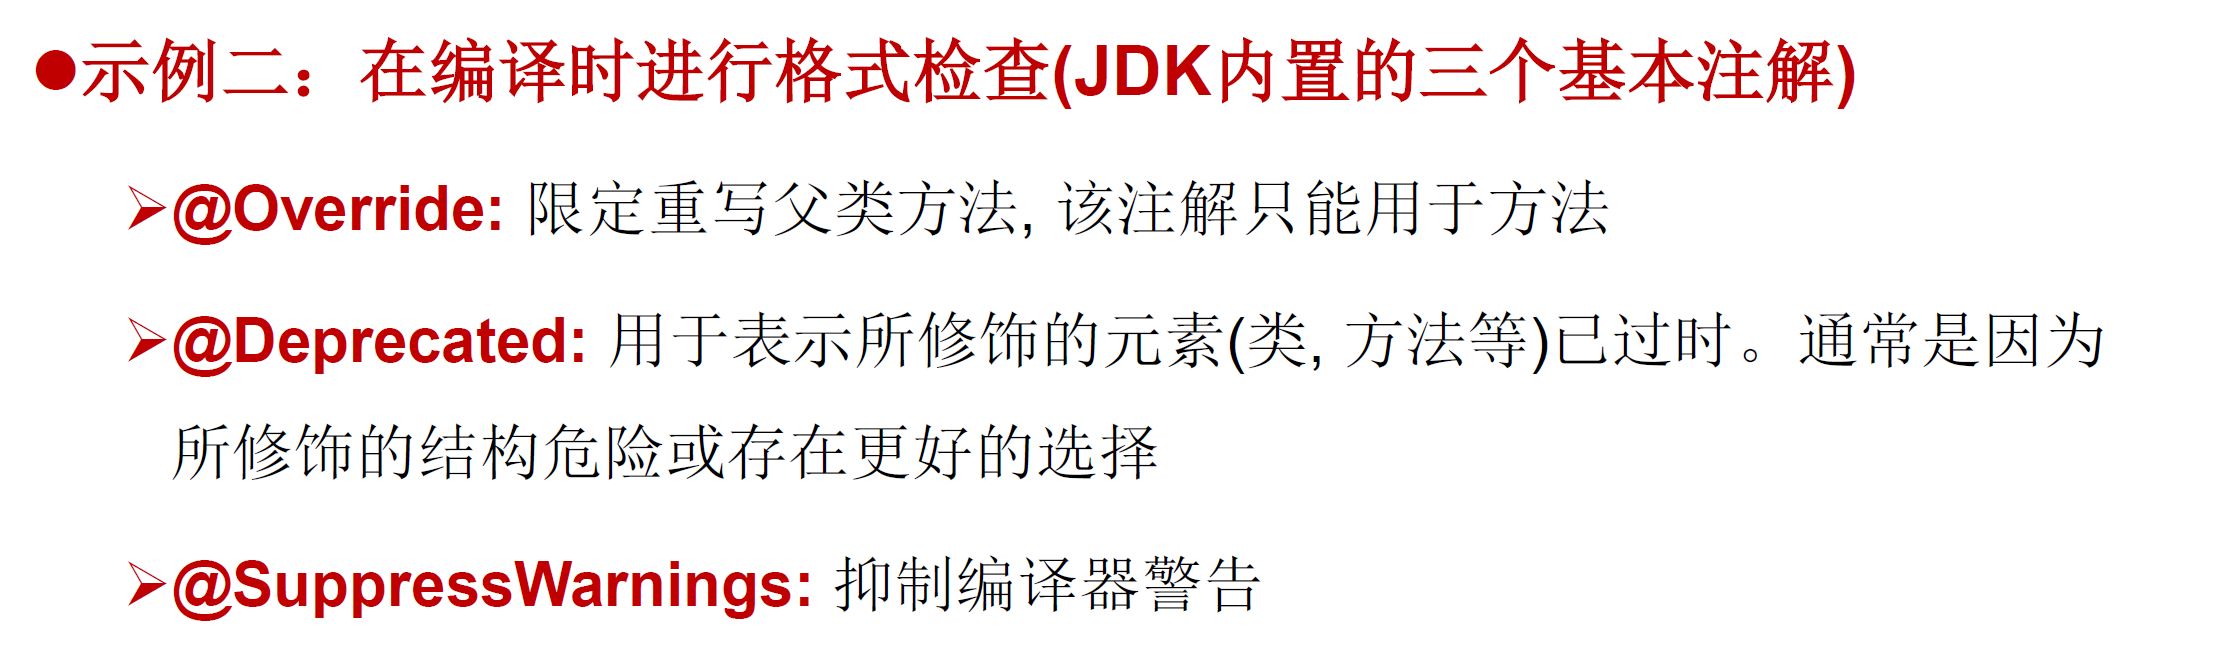 ●示例二：在编译时进行格式检查(JDK内置的三个基本注解)
➢@Override: 限定重写父类方法, 该注解只能用于方法
➢@Deprecated: 用于表示所修饰的元素(类, 方法等)已过时。通常是因为
所修饰的结构危险或存在更好的选择
➢@SuppressWarnings: 抑制编译器警告